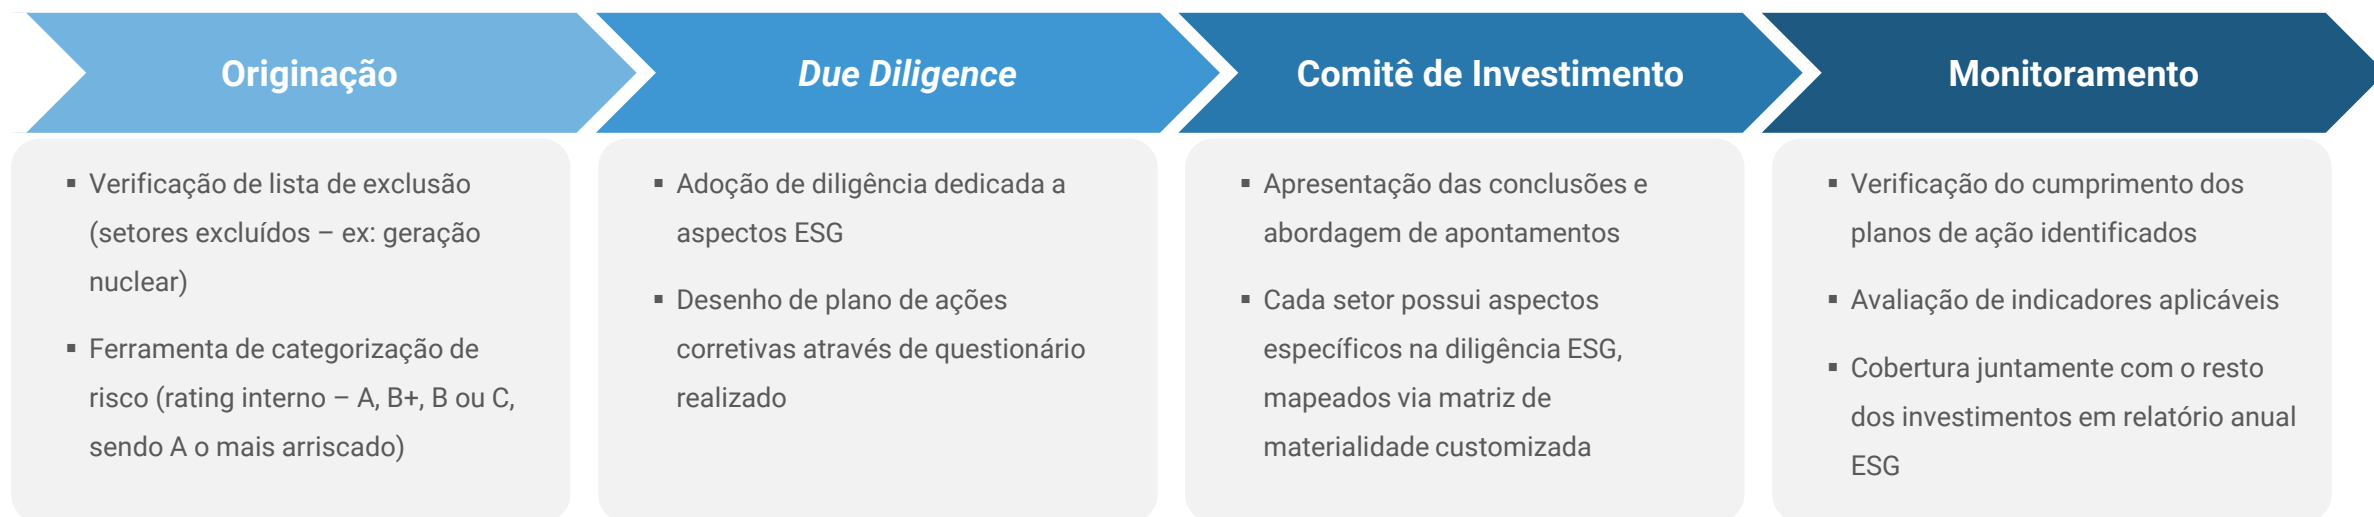 Originação
Due Diligence
Comitê de Investimento
Monitoramento
▪ Verificação de lista de exclusão
(setores excluídos – ex: geração
nuclear)
▪ Ferramenta de categorização de
risco (rating interno – A, B+, B ou C,
sendo A o mais arriscado)
▪ Adoção de diligência dedicada a
aspectos ESG
▪ Desenho de plano de ações
corretivas através de questionário
realizado
▪ Apresentação das conclusões e
abordagem de apontamentos
▪ Cada setor possui aspectos
específicos na diligência ESG,
mapeados via matriz de
materialidade customizada
▪ Verificação do cumprimento dos
planos de ação identificados
▪ Avaliação de indicadores aplicáveis
▪ Cobertura juntamente com o resto
dos investimentos em relatório anual
ESG